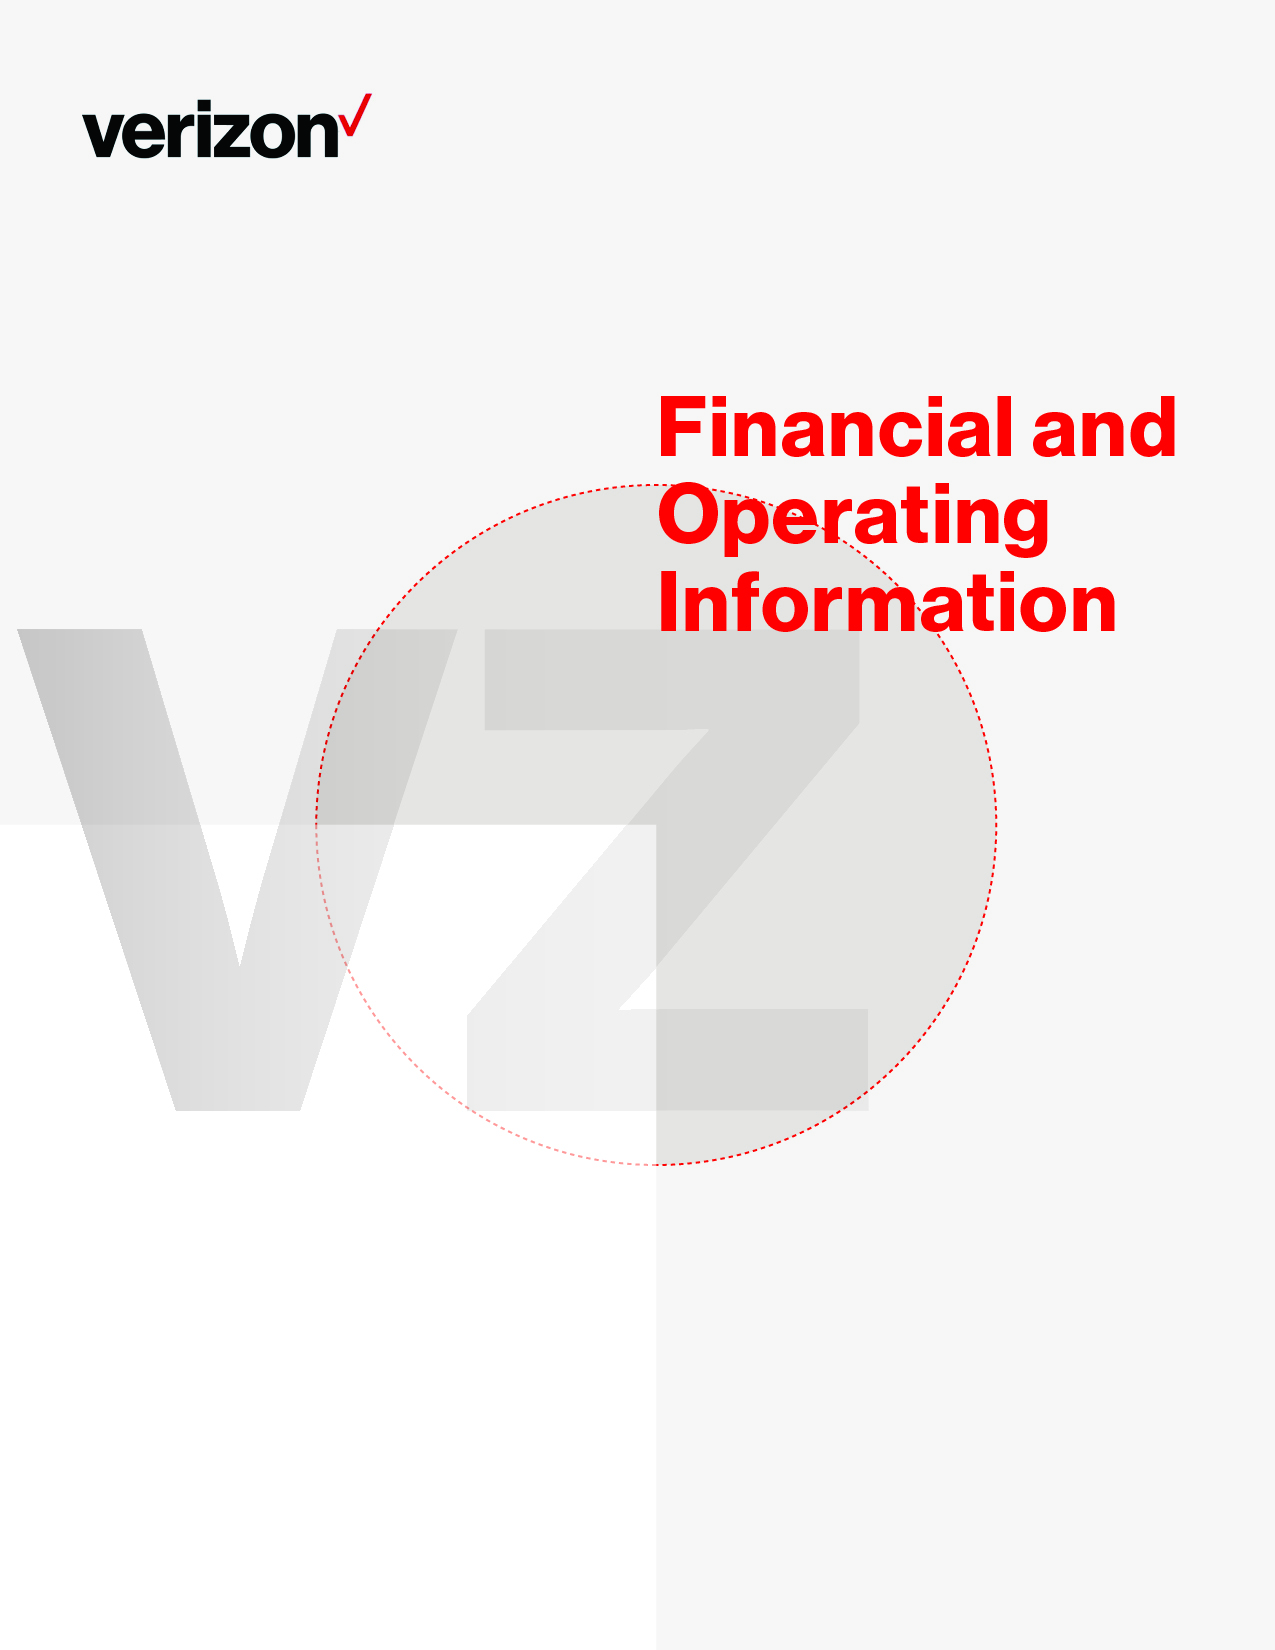 verizon
Financial and
Operating
Information
vz